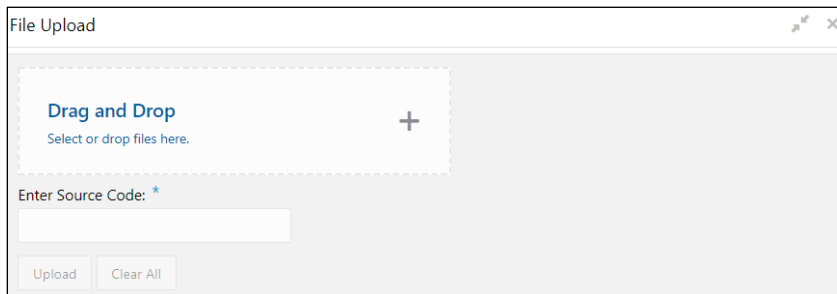 File Upload
Drag and Drop
Select or drop files here.
Enter Source Code: *
Upload Clear All